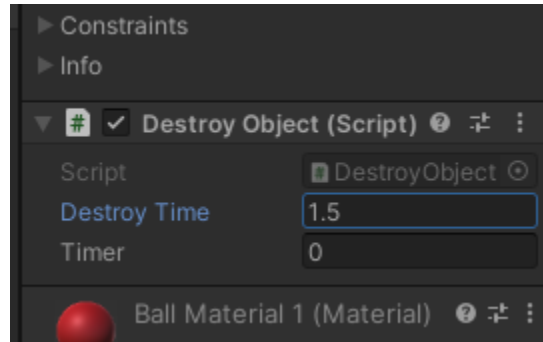 Constraints
Info
# Destroy Object (Script)
Script # DestroyObject
Destroy Time 1.5
Timer 0
Ball Material 1 (Material)